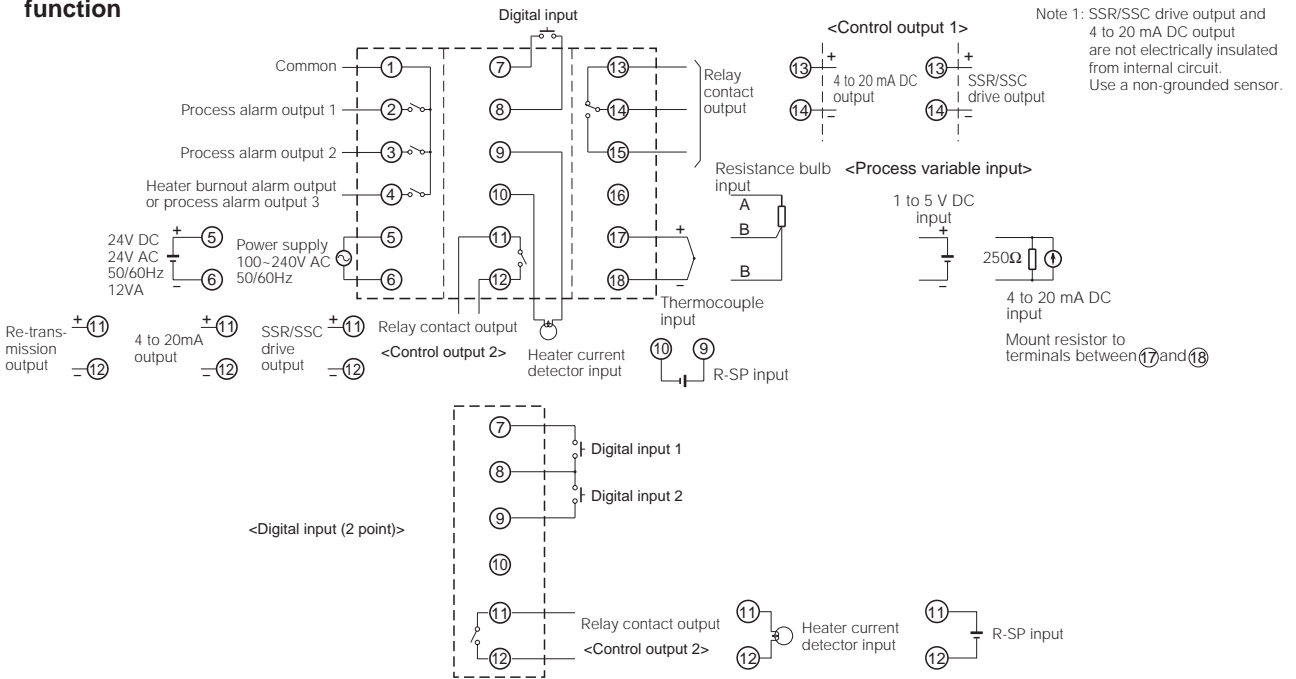 function
Digital input
<Control output 1>
Note 1: SSR/SSC drive output and
4 to 20 mA DC output
are not electrically insulated
from internal circuit.
Use a non-grounded sensor.
Common
1
7
13
Relay
contact
output
13
+
4 to 20 mA DC
output
14
−
13
+
SSR/SSC
drive output
14
−
Process alarm output 1
2
8
14
Process alarm output 2
3
9
15
Heater burnout alarm output
or process alarm output 3
4
10
16
Resistance bulb
input
A
B
B
<Process variable input>
1 to 5 V DC
input
+
−
250Ω
4 to 20 mA DC
input
Mount resistor to
terminals between 17 and 18
24V DC
24V AC
50/60Hz
12VA
+
5
−
6
Power supply
100~240V AC
50/60Hz
5
6
11
12
17
+
18
−
Thermocouple
input
Re-trans-
mission
output
+
11
−
12
4 to 20mA
output
+
11
−
12
SSR/SSC
drive
output
+
11
−
12
Relay contact output
<Control output 2>
Heater current
detector input
10
9
R-SP input
<Digital input (2 point)>
7
Digital input 1
8
Digital input 2
9
10
11
Relay contact output
<Control output 2>
12
11
Heater current
detector input
12
11
R-SP input
12